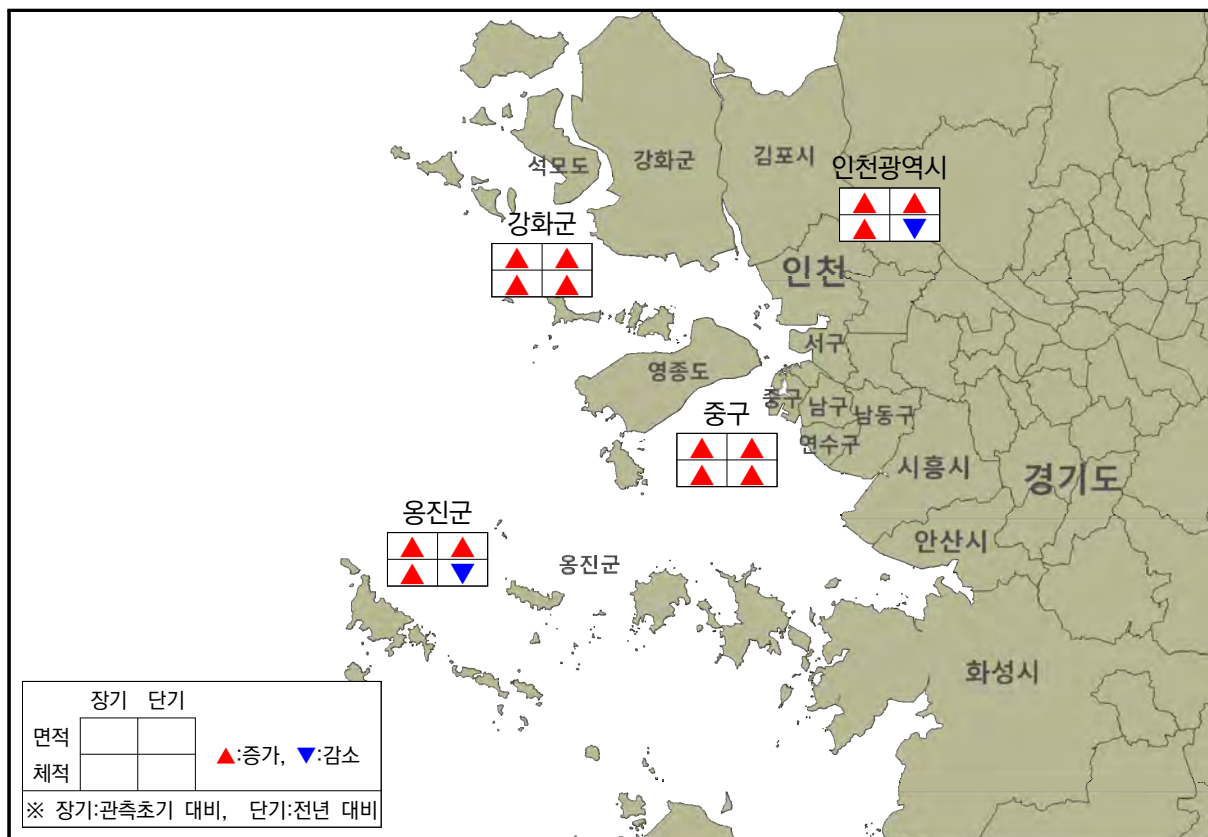 석모도
강화군
김포시
인천광역시
강화군
인천
서구
영종도
중구
남구
남동구
중구
연수구
시흥시
경기도
옹진군
안산시
옹진군
화성시
장기 단기
면적
체적
▲:증가, ▼:감소
※ 장기:관측초기 대비, 단기:전년 대비